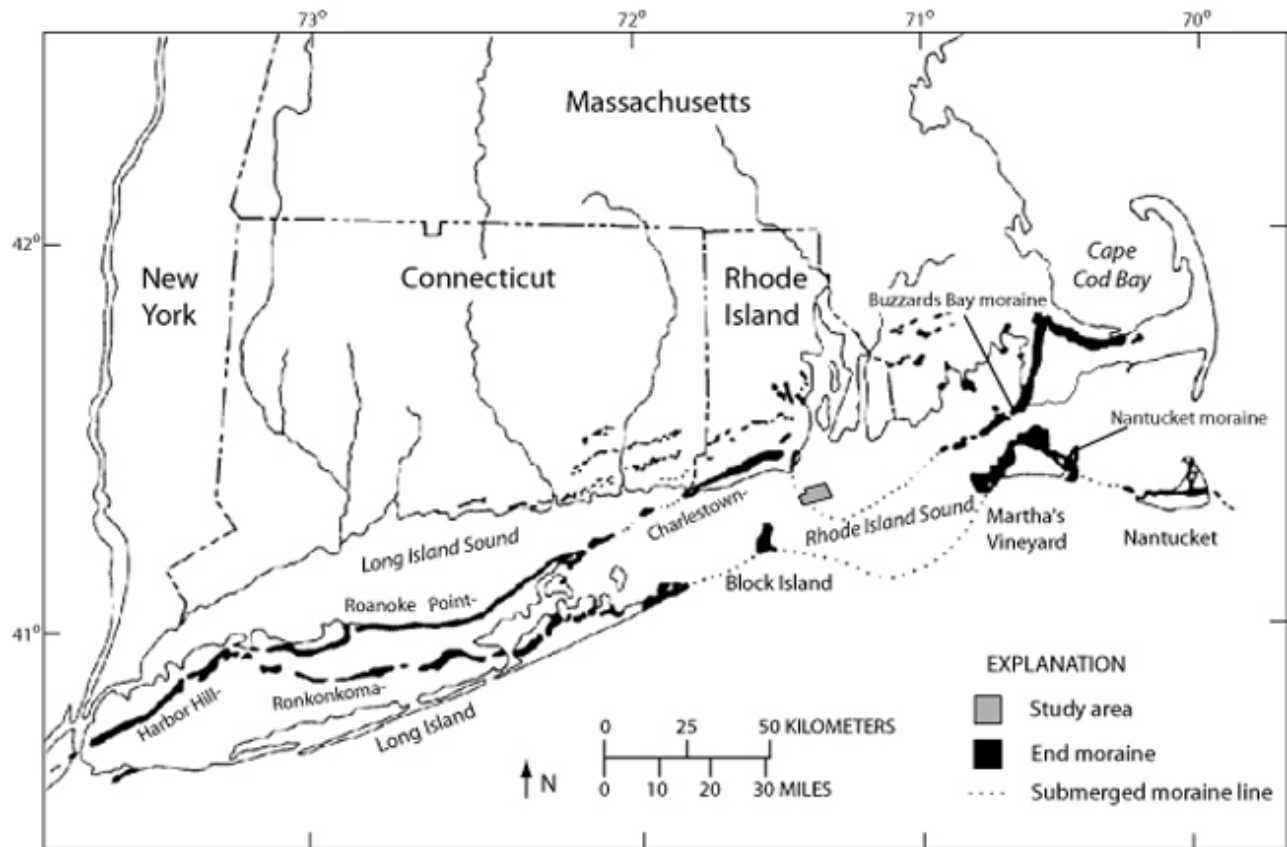 73°
72°
71°
70°
Massachusetts
42°
New
York
Connecticut
Rhode
Island
Cape
Cod Bay
Buzzards Bay moraine
Nantucket moraine
Long Island Sound
Charlestown-
Rhode Island Sound
Martha's
Vineyard
Nantucket
Block Island
Roanoke Point-
41°
Harbor Hill-
Ronkonkoma-
Long Island
N
0 25 50 KILOMETERS
0 10 20 30 MILES
EXPLANATION
Study area
End moraine
Submerged moraine line